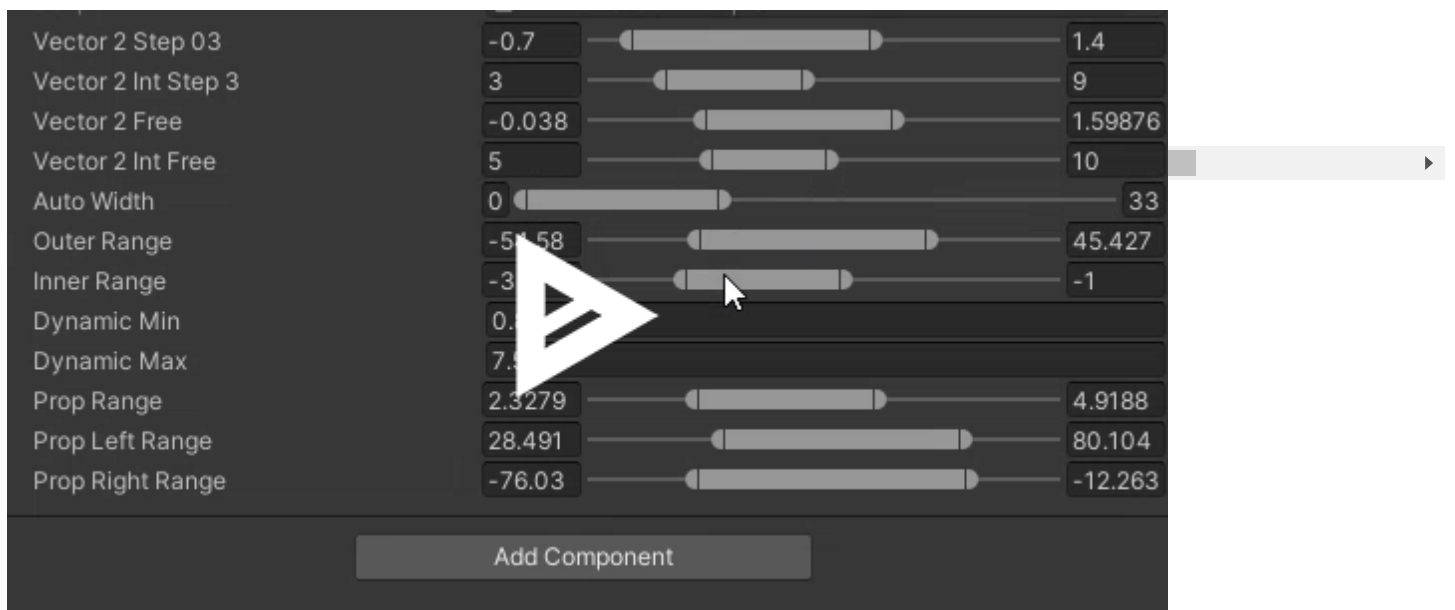 Vector 2 Step 03 -0.7 1.4
Vector 2 Int Step 3 3 9
Vector 2 Free -0.038 1.59876
Vector 2 Int Free 5 10
Auto Width 0 33
Outer Range 45.427
Inner Range -1
Dynamic Min
Dynamic Max
Prop Range 2.3279 4.9188
Prop Left Range 28.491 80.104
Prop Right Range -76.03 -12.263
Add Component